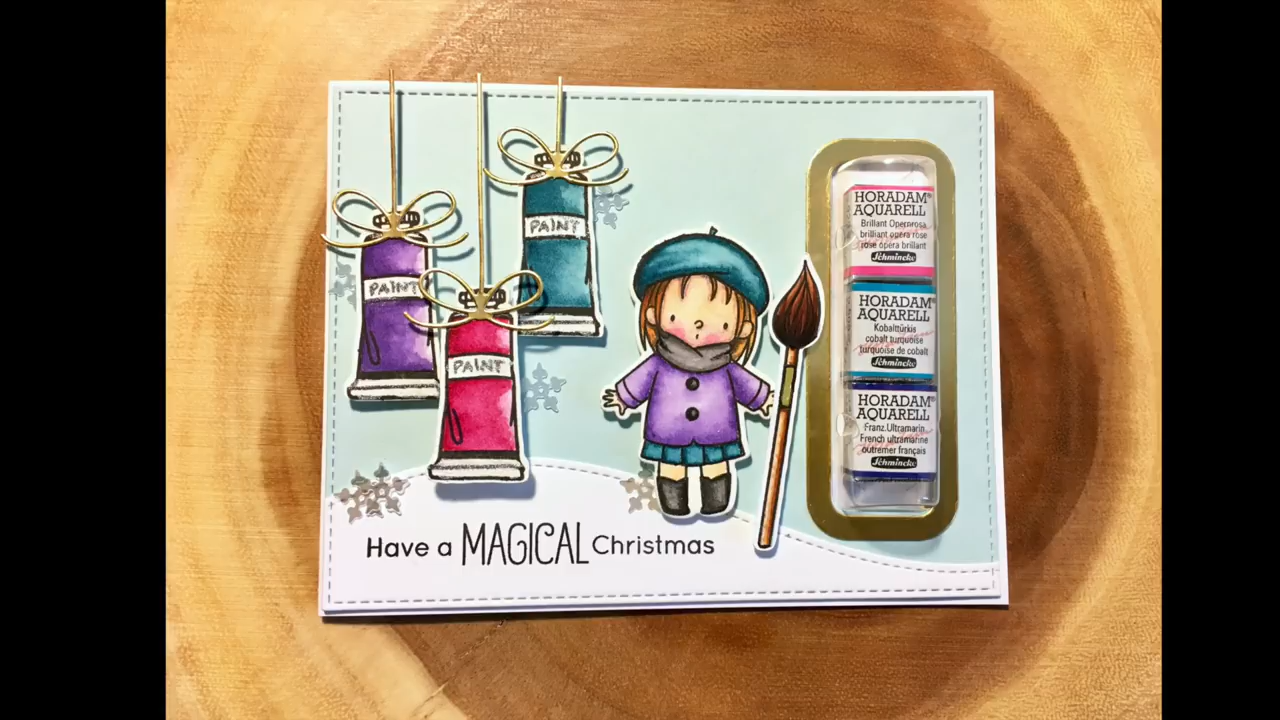 PAINT
PAINT
PAINT
Have a MAGICAL Christmas
HORADAM®
AQUARELL
Brillant Opernrosa
brilliant opera rose
rose opéra brillant
Schmincke
HORADAM®
AQUARELL
Kobalttürkis
cobalt turquoise
turquoise de cobalt
Schmincke
HORADAM®
AQUARELL
Franz.Ultramarin
French ultramarine
outremer français
Schmincke